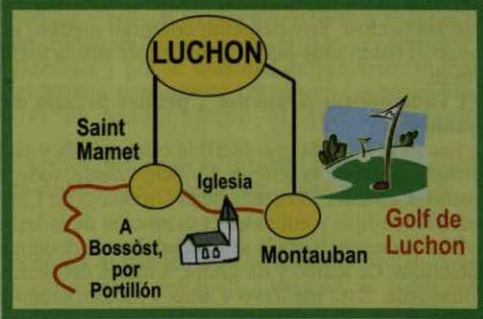 LUCHON
Saint
Mamet
Iglesia
A
Bossòst,
por
Portillón
Montauban
Golf de
Luchon